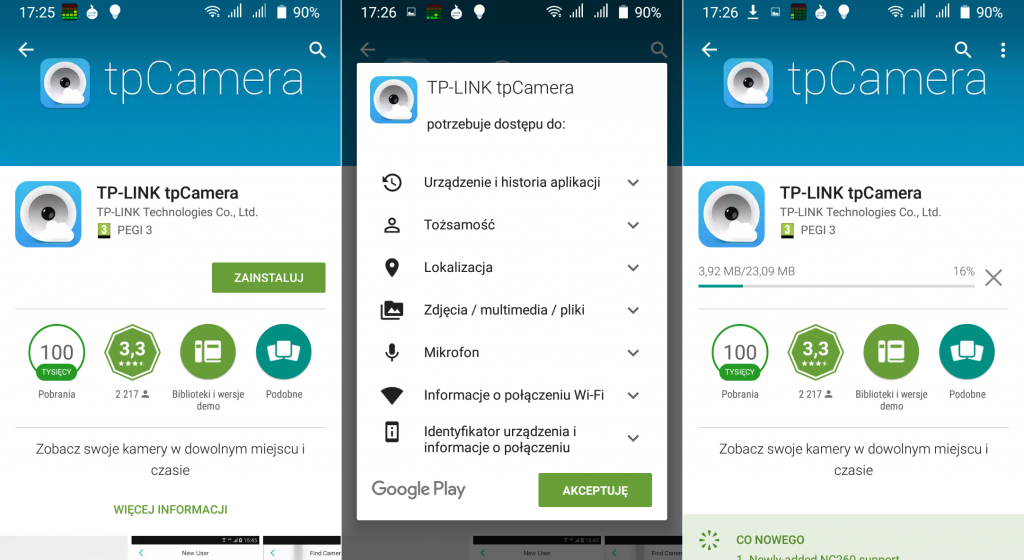 17:25
90%
tpCamera
TP-LINK tpCamera
TP-LINK Technologies Co., Ltd.
3 PEGI 3
ZAINSTALUJ
100
TYSIĘCY
Pobrania
3,3
2 217
Biblioteki i wersje
demo
Podobne
Zobacz swoje kamery w dowolnym miejscu i
czasie
WIĘCEJ INFORMACJI
15:45
New User
Find Camer
17:26
90%
TP-LINK tpCamera
potrzebuje dostępu do:
Urządzenie i historia aplikacji
Tożsamość
Lokalizacja
Zdjęcia / multimedia / pliki
Mikrofon
Informacje o połączeniu Wi-Fi
Identyfikator urządzenia i
informacje o połączeniu
Google Play
AKCEPTUJĘ
New User
Find Camer
17:26
90%
tpCamera
TP-LINK tpCamera
TP-LINK Technologies Co., Ltd.
3 PEGI 3
3,92 MB/23,09 MB
16%
100
TYSIĘCY
Pobrania
3,3
2 217
Biblioteki i wersje
demo
Podobne
Zobacz swoje kamery w dowolnym miejscu i
czasie
CO NOWEGO
1. Newly-added NC260 support